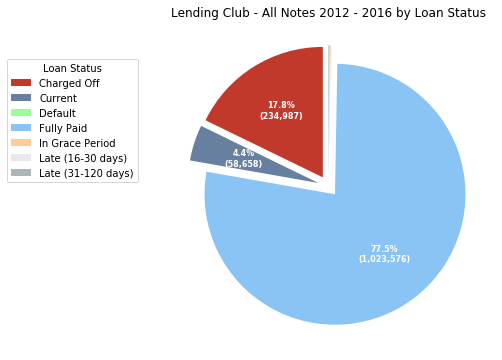 Lending Club - All Notes 2012 - 2016 by Loan Status
Loan Status
Charged Off
Current
Default
Fully Paid
In Grace Period
Late (16-30 days)
Late (31-120 days)
17.8%
(234,987)
4.4%
(58,658)
77.5%
(1,023,576)